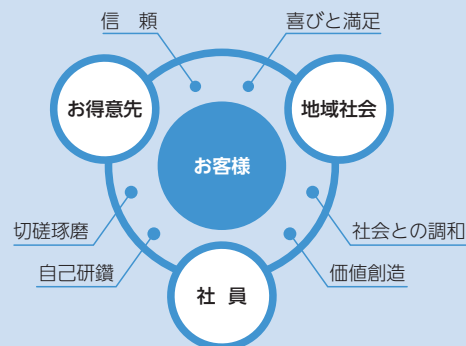 信　頼
喜びと満足
お得意先
地域社会
お客様
切磋琢磨
社会との調和
自己研鑽
価値創造
社　員